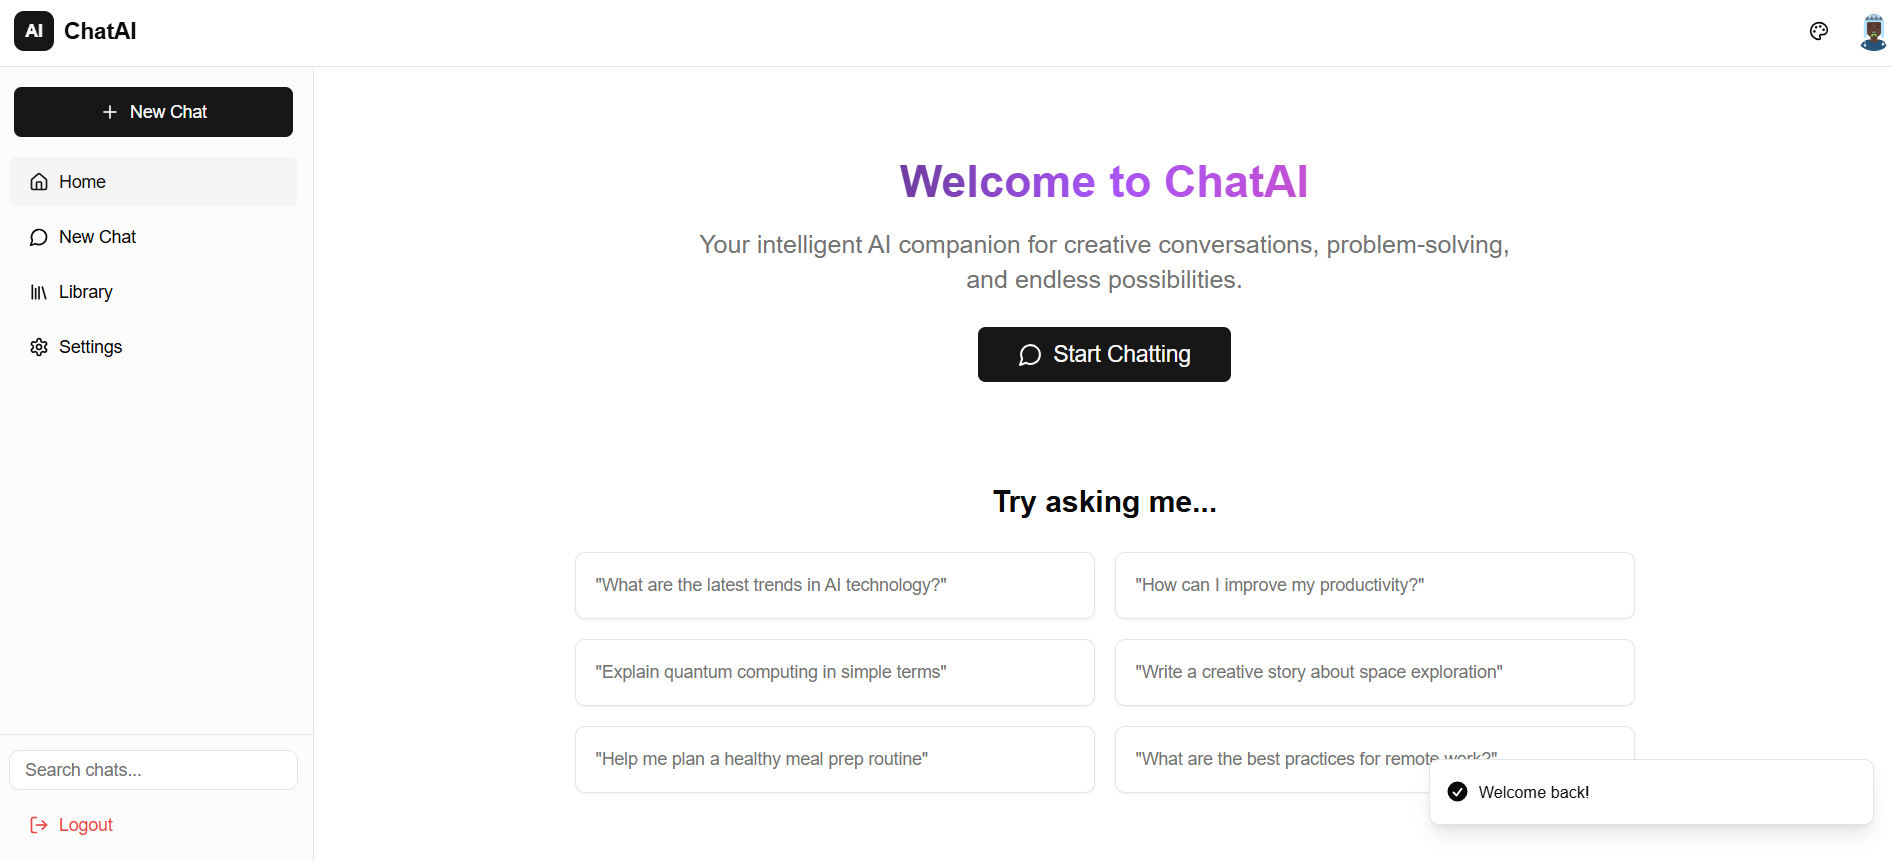 AI ChatAI
New Chat
Home
New Chat
Library
Settings
Search chats...
Logout
Welcome to ChatAI
Your intelligent AI companion for creative conversations, problem-solving,
and endless possibilities.
Start Chatting
Try asking me...
"What are the latest trends in AI technology?"
"How can I improve my productivity?"
"Explain quantum computing in simple terms"
"Write a creative story about space exploration"
"Help me plan a healthy meal prep routine"
"What are the best practices for remote work?"
Welcome back!